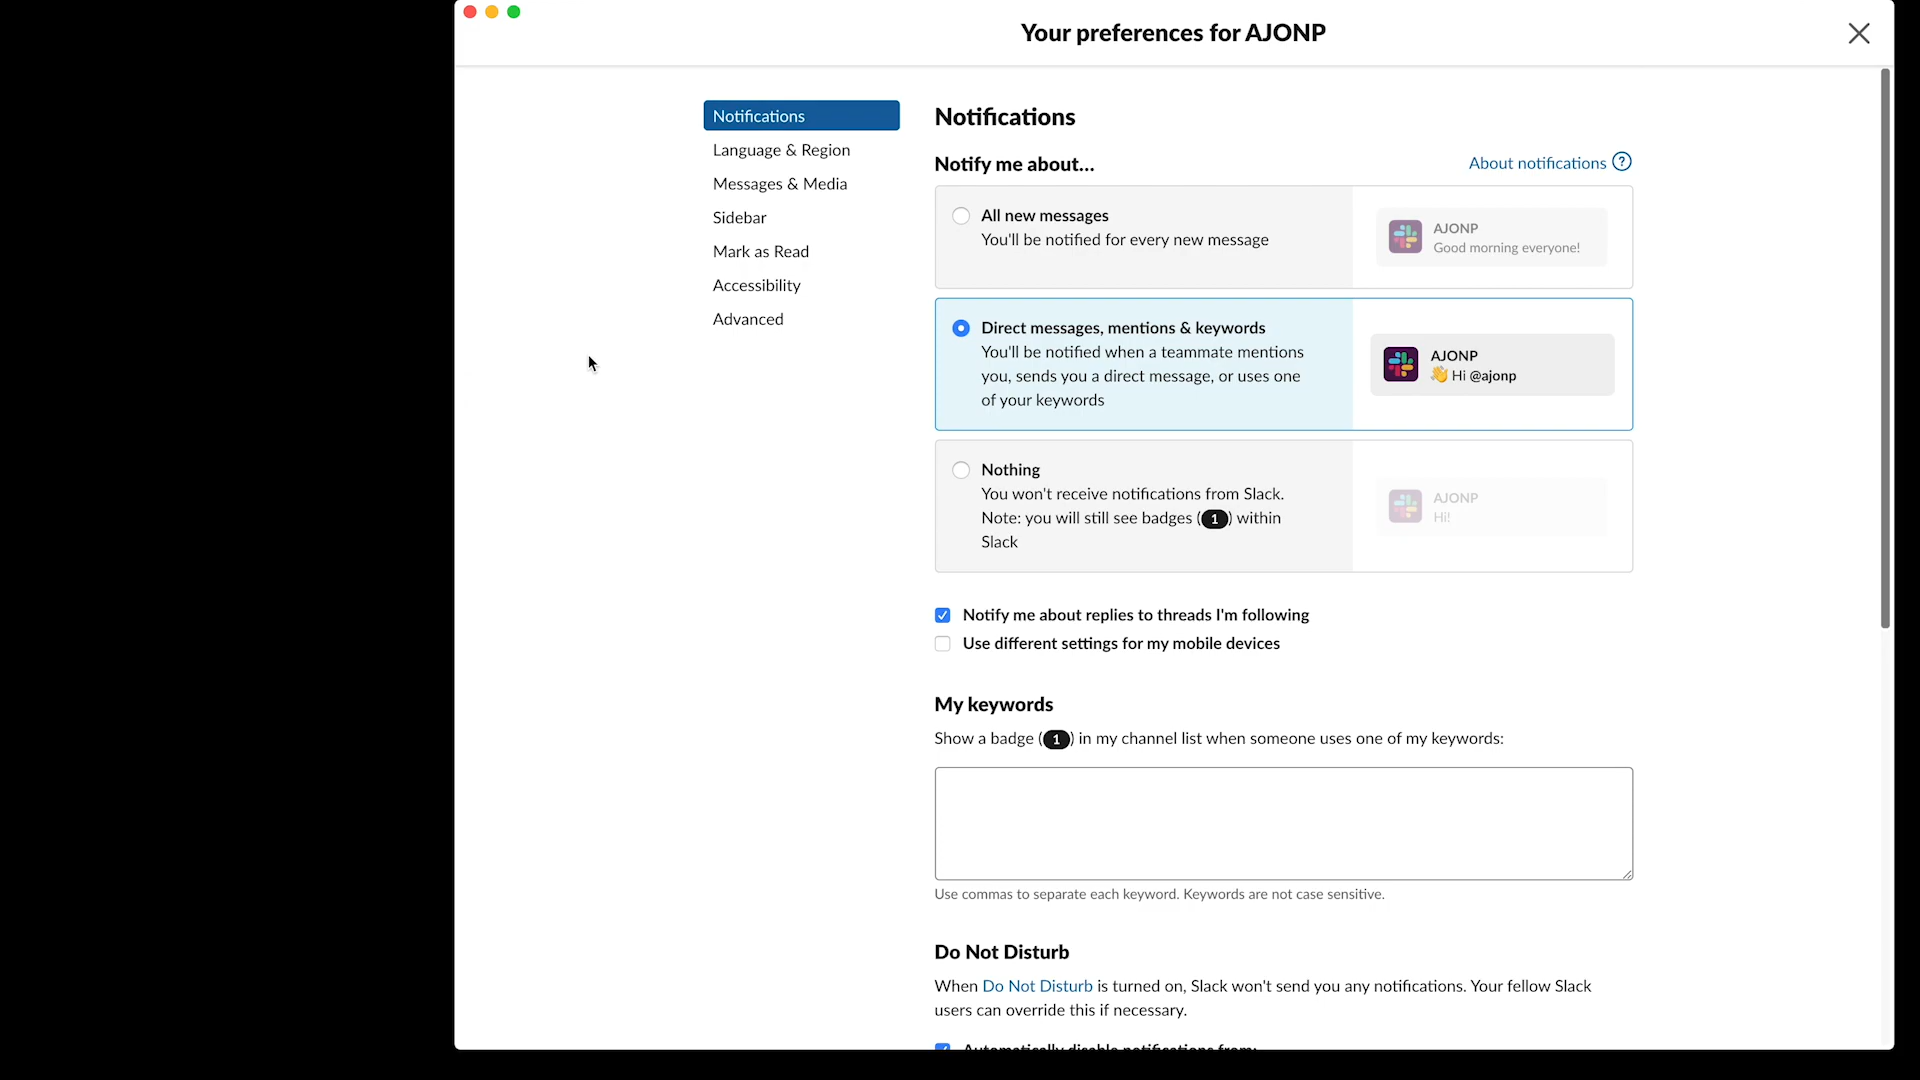 Your preferences for AJONP
Notifications
Language & Region
Messages & Media
Sidebar
Mark as Read
Accessibility
Advanced
Notifications
Notify me about...
About notifications ?
All new messages
You'll be notified for every new message
AJONP
Good morning everyone!
Direct messages, mentions & keywords
You'll be notified when a teammate mentions
you, sends you a direct message, or uses one
of your keywords
AJONP
👋 Hi @ajonp
Nothing
You won't receive notifications from Slack.
Note: you will still see badges (1) within
Slack
AJONP
Hi!
Notify me about replies to threads I'm following
Use different settings for my mobile devices
My keywords
Show a badge (1) in my channel list when someone uses one of my keywords:
Use commas to separate each keyword. Keywords are not case sensitive.
Do Not Disturb
When Do Not Disturb is turned on, Slack won't send you any notifications. Your fellow Slack
users can override this if necessary.
Automatically disable notifications from: